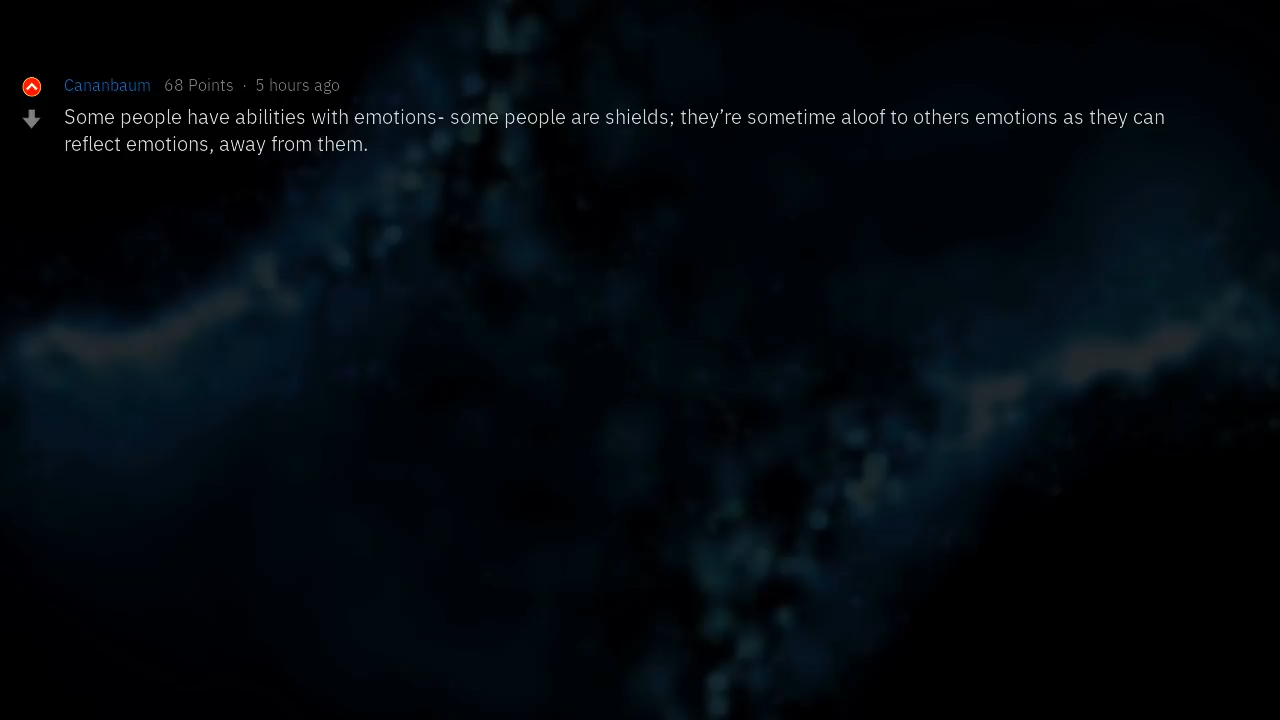 Cananbaum 68 Points · 5 hours ago
Some people have abilities with emotions- some people are shields; they’re sometime aloof to others emotions as they can
reflect emotions, away from them.